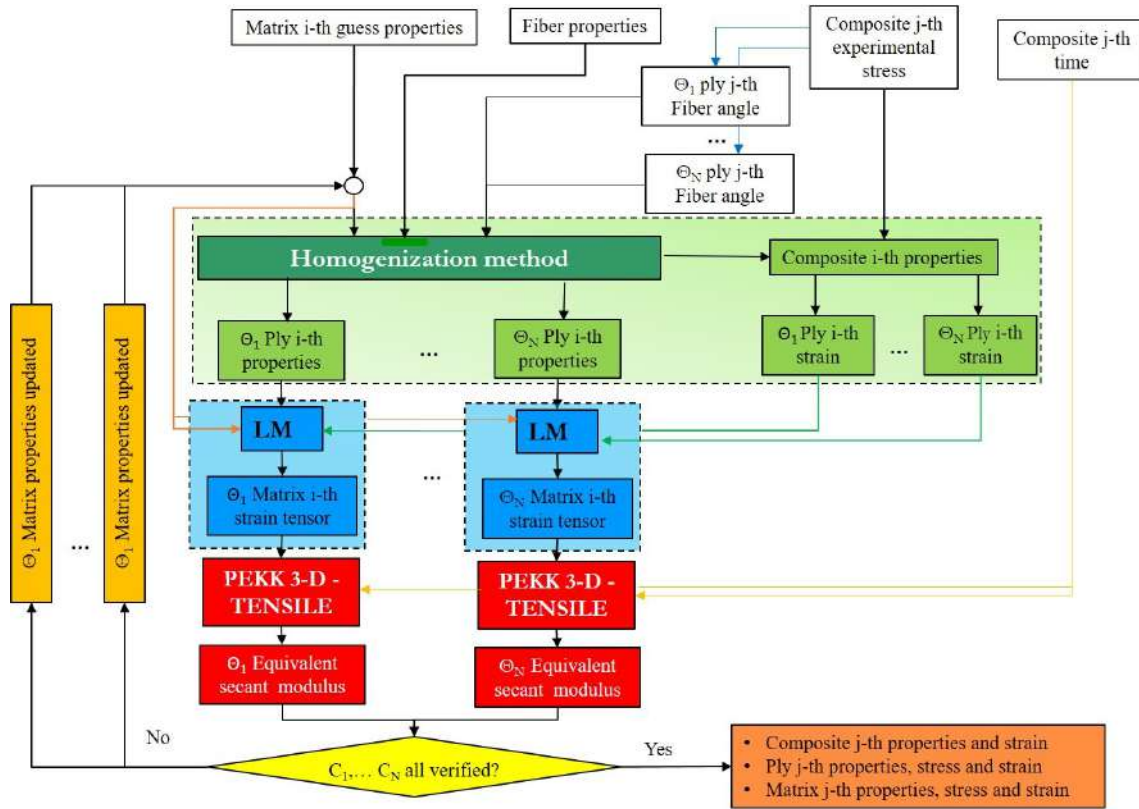 Matrix i-th guess properties
Fiber properties
Composite j-th
experimental
stress
Composite j-th
time
Θ1 ply j-th
Fiber angle
...
ΘN ply j-th
Fiber angle
Homogenization method
Composite i-th properties
Θ1 Ply i-th
properties
...
ΘN Ply i-th
properties
Θ1Ply i-th
strain
...
ΘN Ply i-th
strain
Θ1 Matrix properties updated
...
Θ1 Matrix properties updated
LM
LM
Θ1 Matrix i-th
strain tensor
...
ΘN Matrix i-th
strain tensor
PEKK 3-D -
TENSILE
PEKK 3-D -
TENSILE
Θ1 Equivalent
secant modulus
ΘN Equivalent
secant modulus
No
C1,... CN all verified?
Yes
• Composite j-th properties and strain
• Ply j-th properties, stress and strain
• Matrix j-th properties, stress and strain